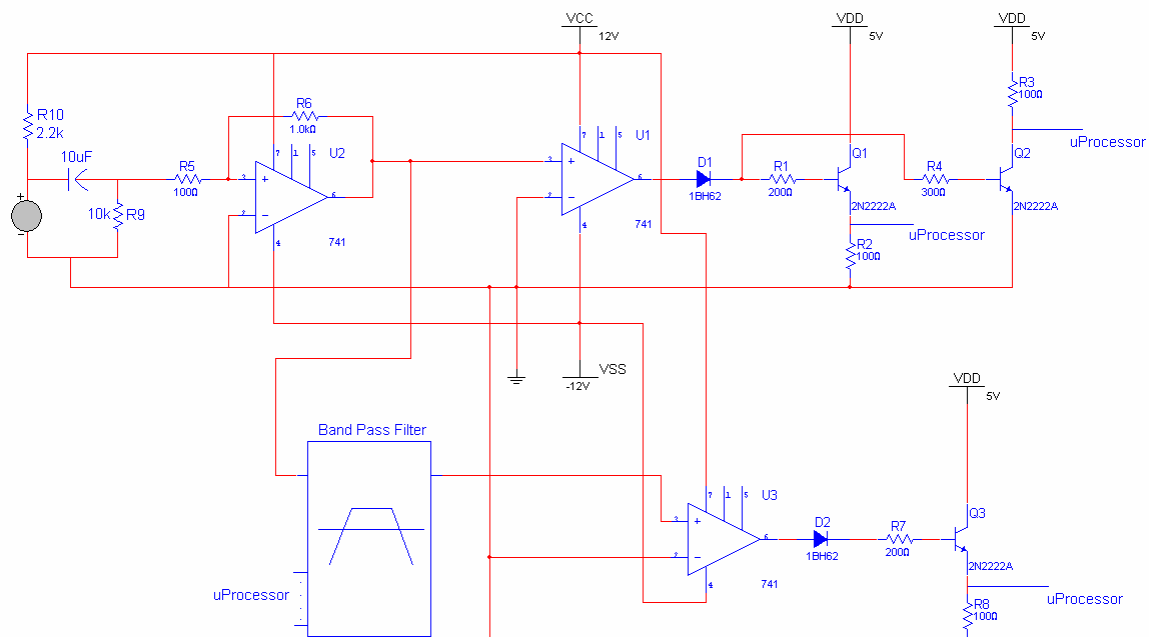 VCC
12V
VDD
5V
VDD
5V
R10
2.2k
10uF
10k
R9
R5
100Ω
R6
1.0kΩ
7
1
5
U2
3
+
2
−
6
4
741
7
1
5
U1
3
+
2
−
6
4
741
D1
1BH62
R1
200Ω
Q1
2N2222A
uProcessor
R2
100Ω
R4
300Ω
R3
100Ω
uProcessor
Q2
2N2222A
+
-
VSS
-12V
Band Pass Filter
uProcessor
7
1
5
U3
3
+
2
−
6
4
741
D2
1BH62
R7
200Ω
VDD
5V
Q3
2N2222A
uProcessor
R8
100Ω